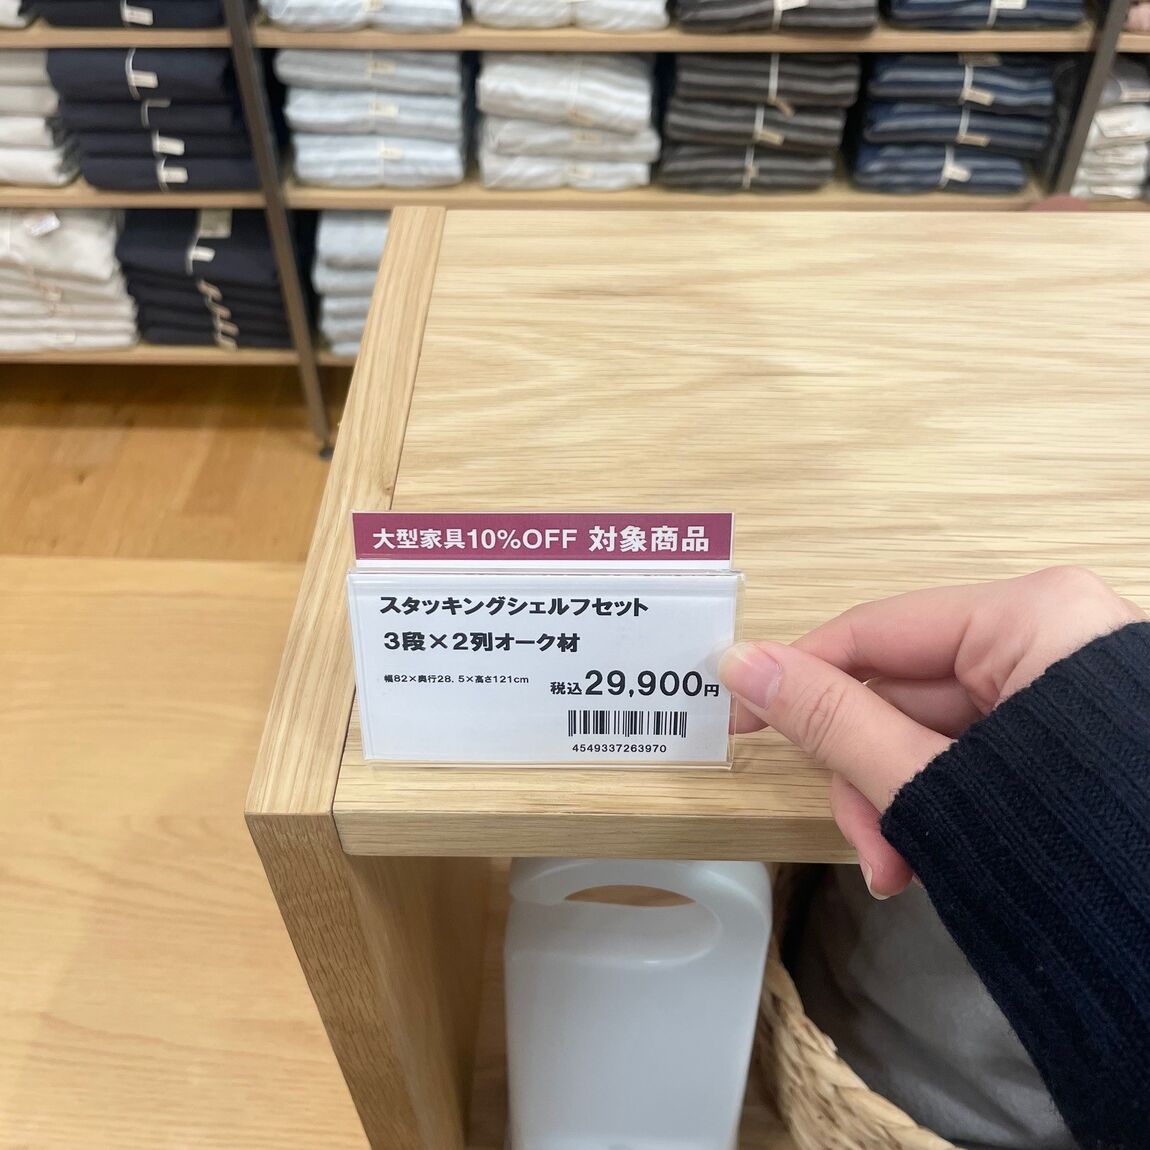 大型家具10%OFF 対象商品
スタッキングシェルフセット
3段×2列オーク材
幅82×奥行28.5×高さ121cm
税込29,900円
4549337263970